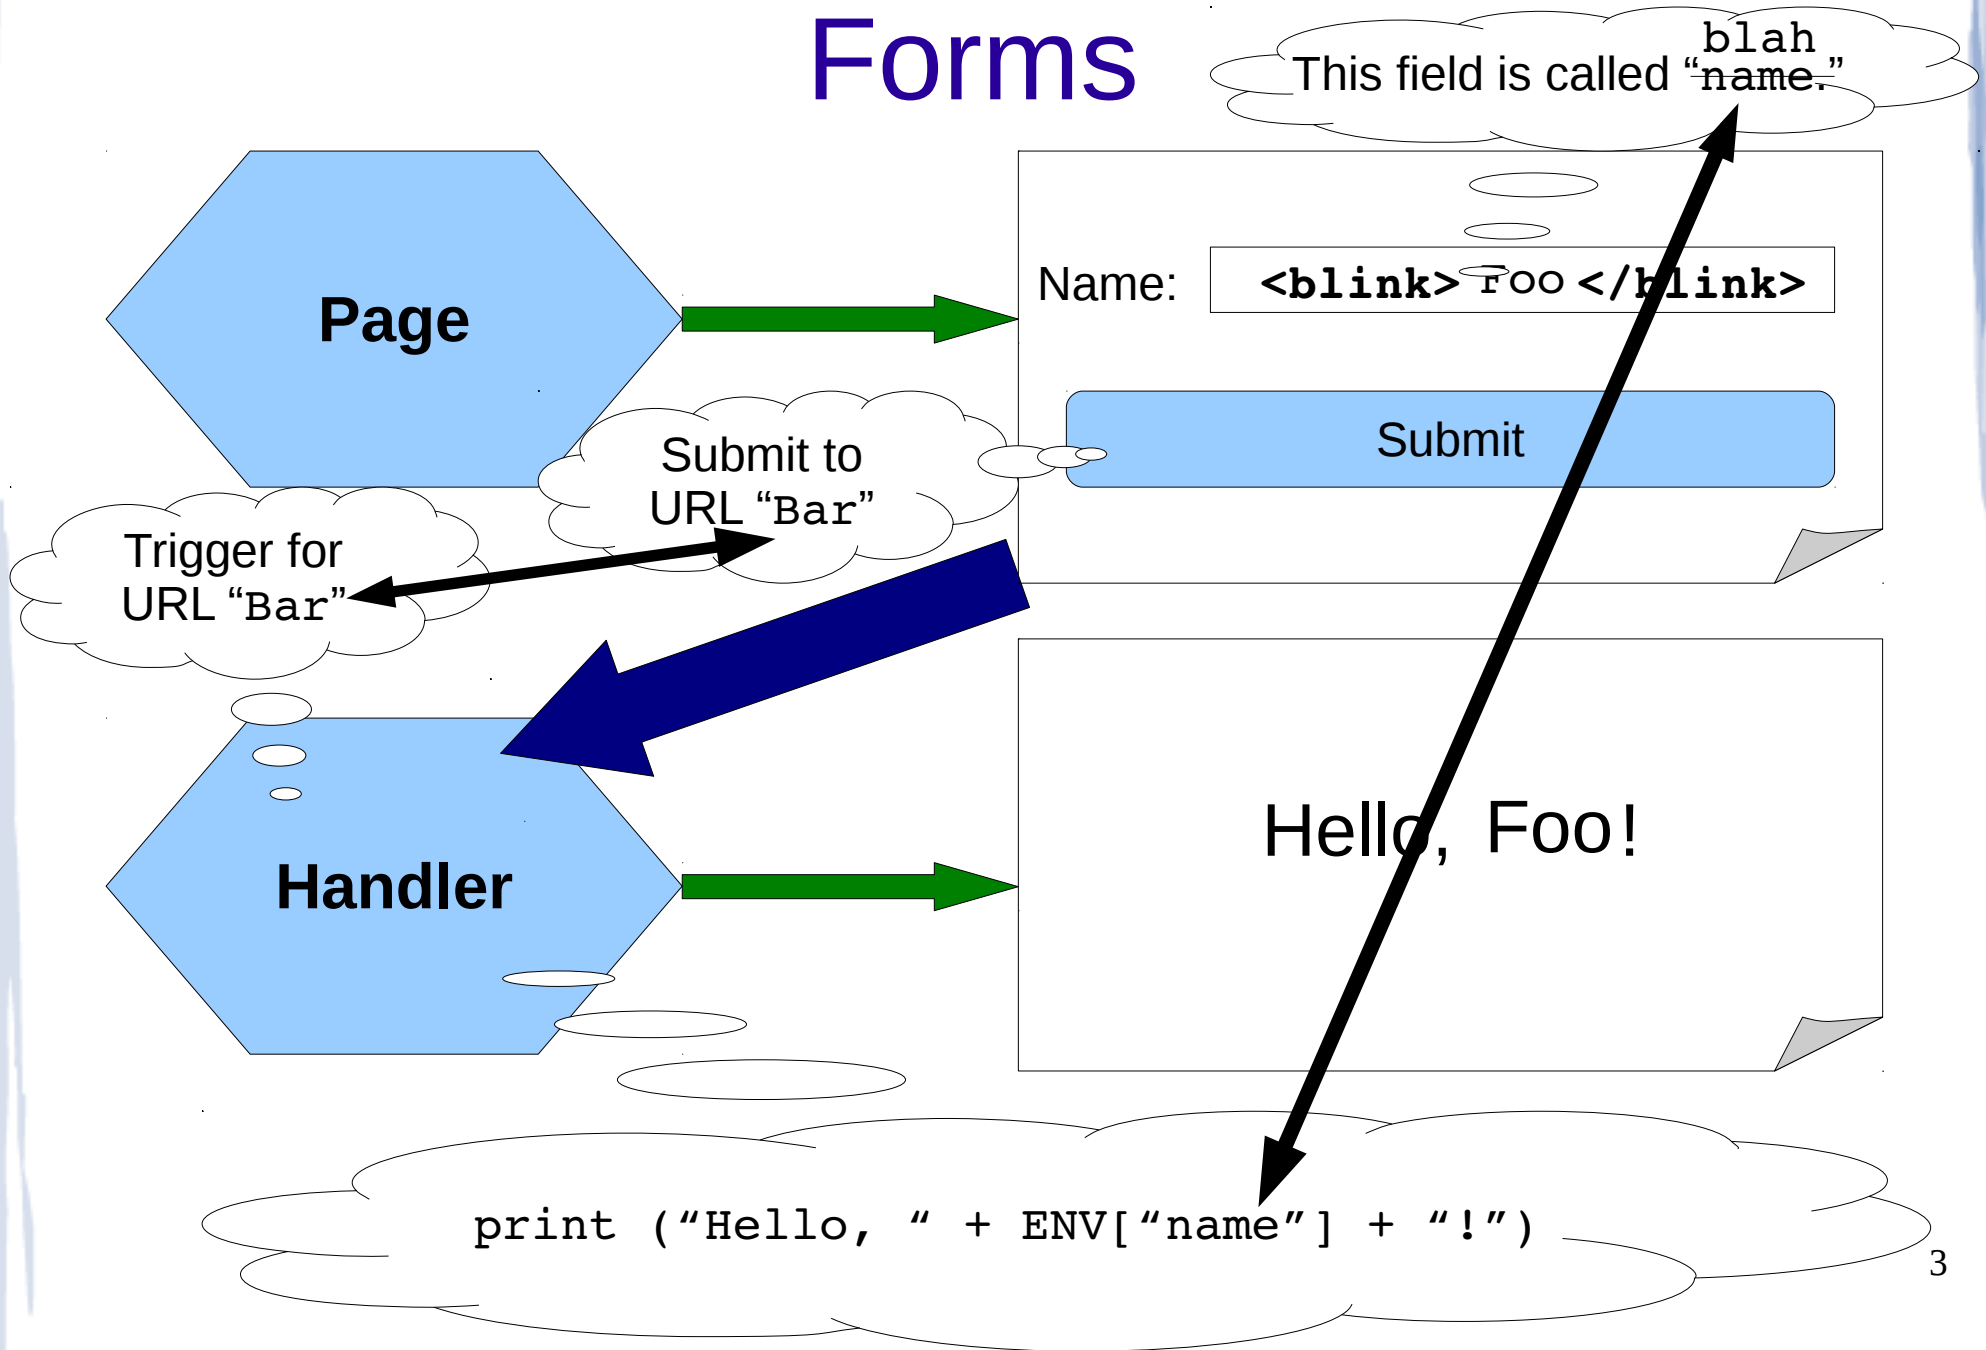 Forms
blah
This field is called “name.”
Page
Name:
<blink> Foo </blink>
Submit
Submit to
URL “Bar”
Trigger for
URL “Bar”
Handler
Hello, Foo!
print (“Hello, “ + ENV[“name”] + “!”)
3